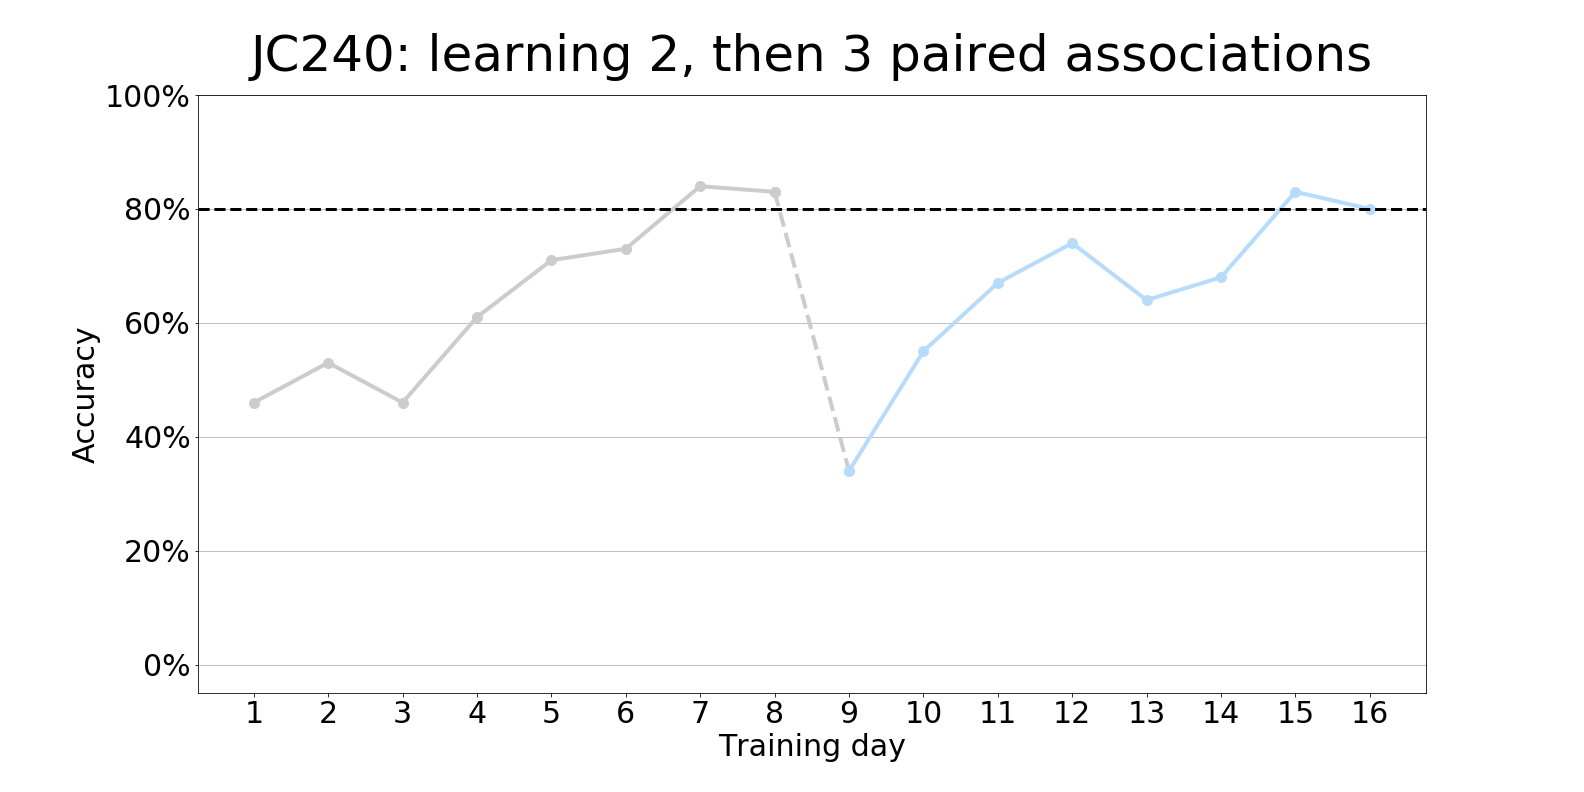 JC240: learning 2, then 3 paired associations
100%
80%
60%
40%
20%
0%
Accuracy
1 2 3 4 5 6 7 8 9 10 11 12 13 14 15 16
Training day